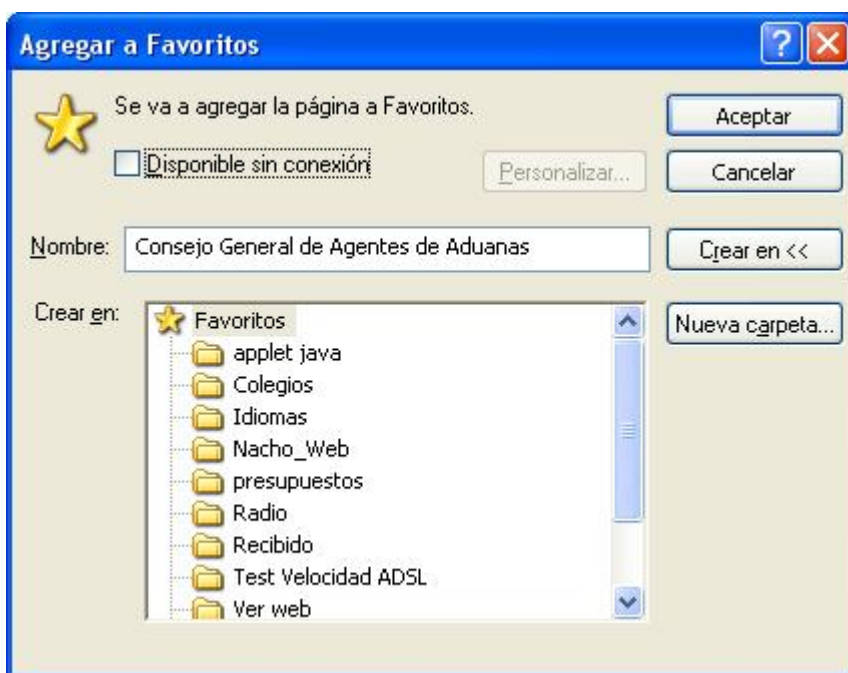 Agregar a Favoritos
Se va a agregar la página a Favoritos.
Aceptar
Disponible sin conexión
Personalizar...
Cancelar
Nombre:
Consejo General de Agentes de Aduanas
Crear en <<
Crear en:
Favoritos
Nueva carpeta...
applet java
Colegios
Idiomas
Nacho_Web
presupuestos
Radio
Recibido
Test Velocidad ADSL
Ver web